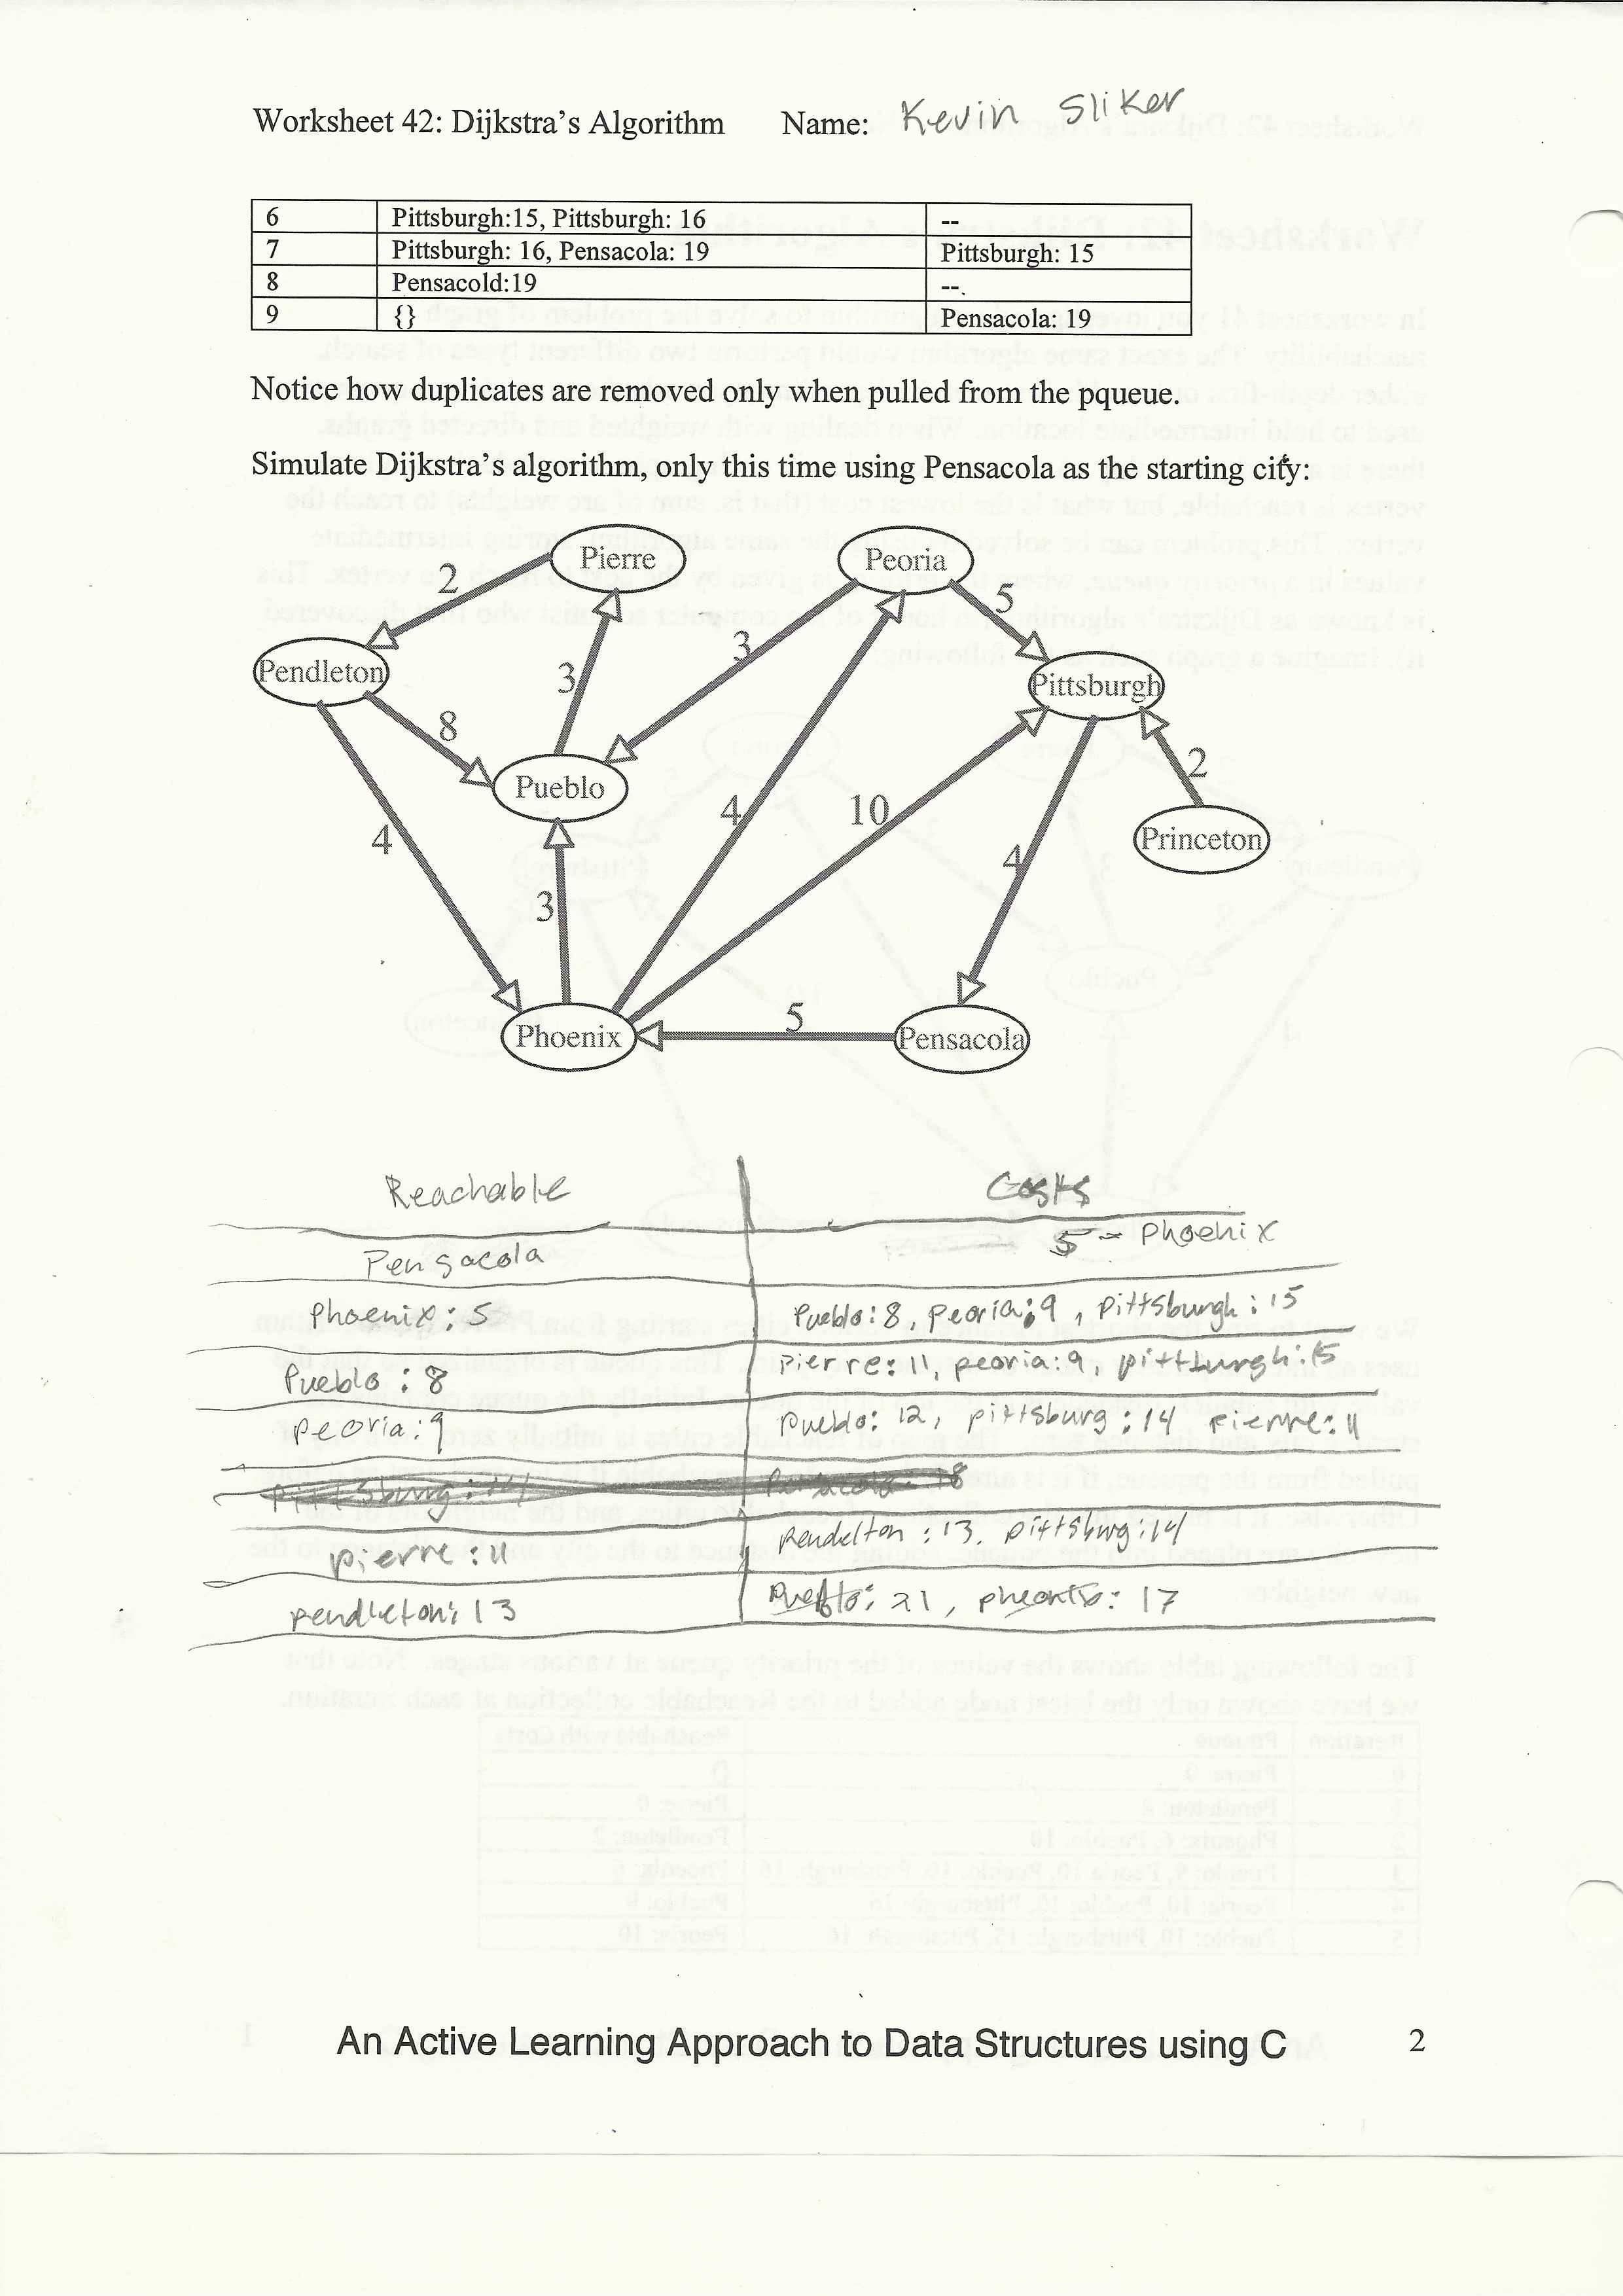 Worksheet 42: Dijkstra's Algorithm Name: Kevin Sliker
6 Pittsburgh:15, Pittsburgh: 16 --
7 Pittsburgh: 16, Pensacola: 19 Pittsburgh: 15
8 Pensacold:19 --
9 {} Pensacola: 19
Notice how duplicates are removed only when pulled from the pqueue.
Simulate Dijkstra's algorithm, only this time using Pensacola as the starting city:
Pierre Peoria
2 5
Pendleton 3 3 Pittsburgh
8 2
Pueblo
4 4 10 4 Princeton
3
Phoenix 5 Pensacola
Reachable Costs
Pensacola 5 - Phoenix
Phoenix: 5 Pueblo: 8, peoria: 9, pittsburgh: 15
Pueblo: 8 Pierre: 11, peoria: 9, pittburgh: 15
peoria: 9 pueblo: 12, pittsburg: 14 pierre: 11
pittsburg: 14 18
pierre: 11 pendelton: 13, pittsburg: 14
pendleton: 13 Pueblo: 21, : 17
An Active Learning Approach to Data Structures using C 2